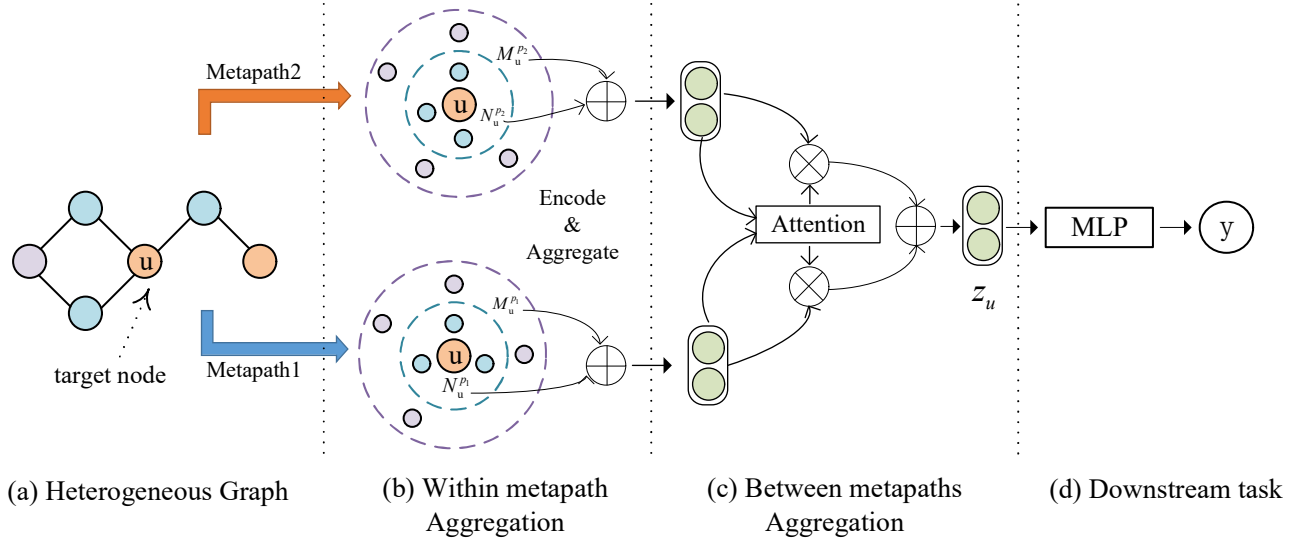 Metapath2
u
target node
Metapath1
M_u^{p_2}
u
N_u^{p_2}
Encode
&
Aggregate
M_u^{p_1}
u
N_u^{p_1}
Attention
z_u
MLP
y
(a) Heterogeneous Graph
(b) Within metapath
Aggregation
(c) Between metapaths
Aggregation
(d) Downstream task